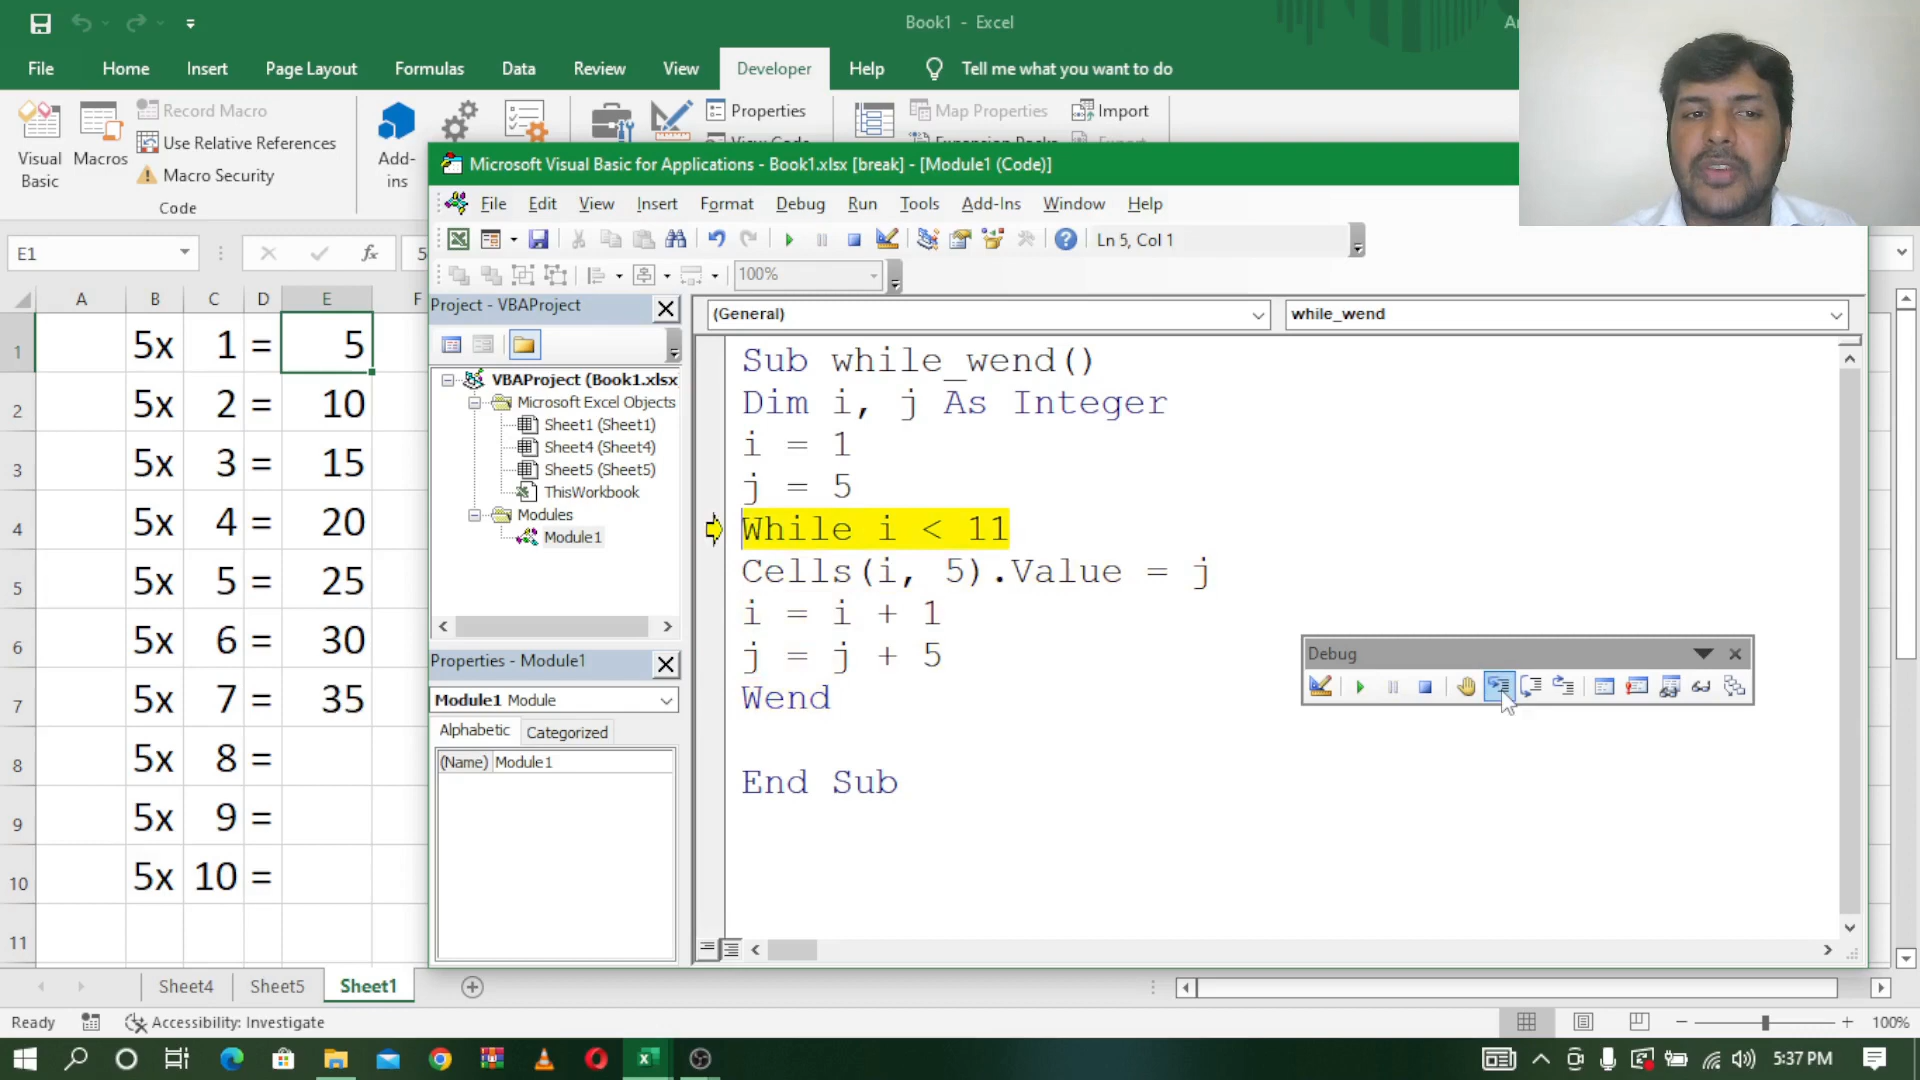 Book1 - Excel
File Home Insert Page Layout Formulas Data Review View Developer Help Tell me what you want to do
Visual Basic
Macros
Record Macro
Use Relative References
Macro Security
Code
Add-ins
Properties
View Code
Map Properties
Expansion Packs
Import
Export
Microsoft Visual Basic for Applications - Book1.xlsx [break] - [Module1 (Code)]
File Edit View Insert Format Debug Run Tools Add-Ins Window Help
Ln 5, Col 1
100%
E1
fx
5
A B C D E F
1 5x 1 = 5
2 5x 2 = 10
3 5x 3 = 15
4 5x 4 = 20
5 5x 5 = 25
6 5x 6 = 30
7 5x 7 = 35
8 5x 8 =
9 5x 9 =
10 5x 10 =
11
Project - VBAProject
VBAProject (Book1.xlsx
Microsoft Excel Objects
Sheet1 (Sheet1)
Sheet4 (Sheet4)
Sheet5 (Sheet5)
ThisWorkbook
Modules
Module1
Properties - Module1
Module1 Module
Alphabetic Categorized
(Name) Module1
(General) while_wend
Sub while_wend()
Dim i, j As Integer
i = 1
j = 5
While i < 11
Cells(i, 5).Value = j
i = i + 1
j = j + 5
Wend
End Sub
Debug
Sheet4 Sheet5 Sheet1
Ready
Accessibility: Investigate
100%
5:37 PM